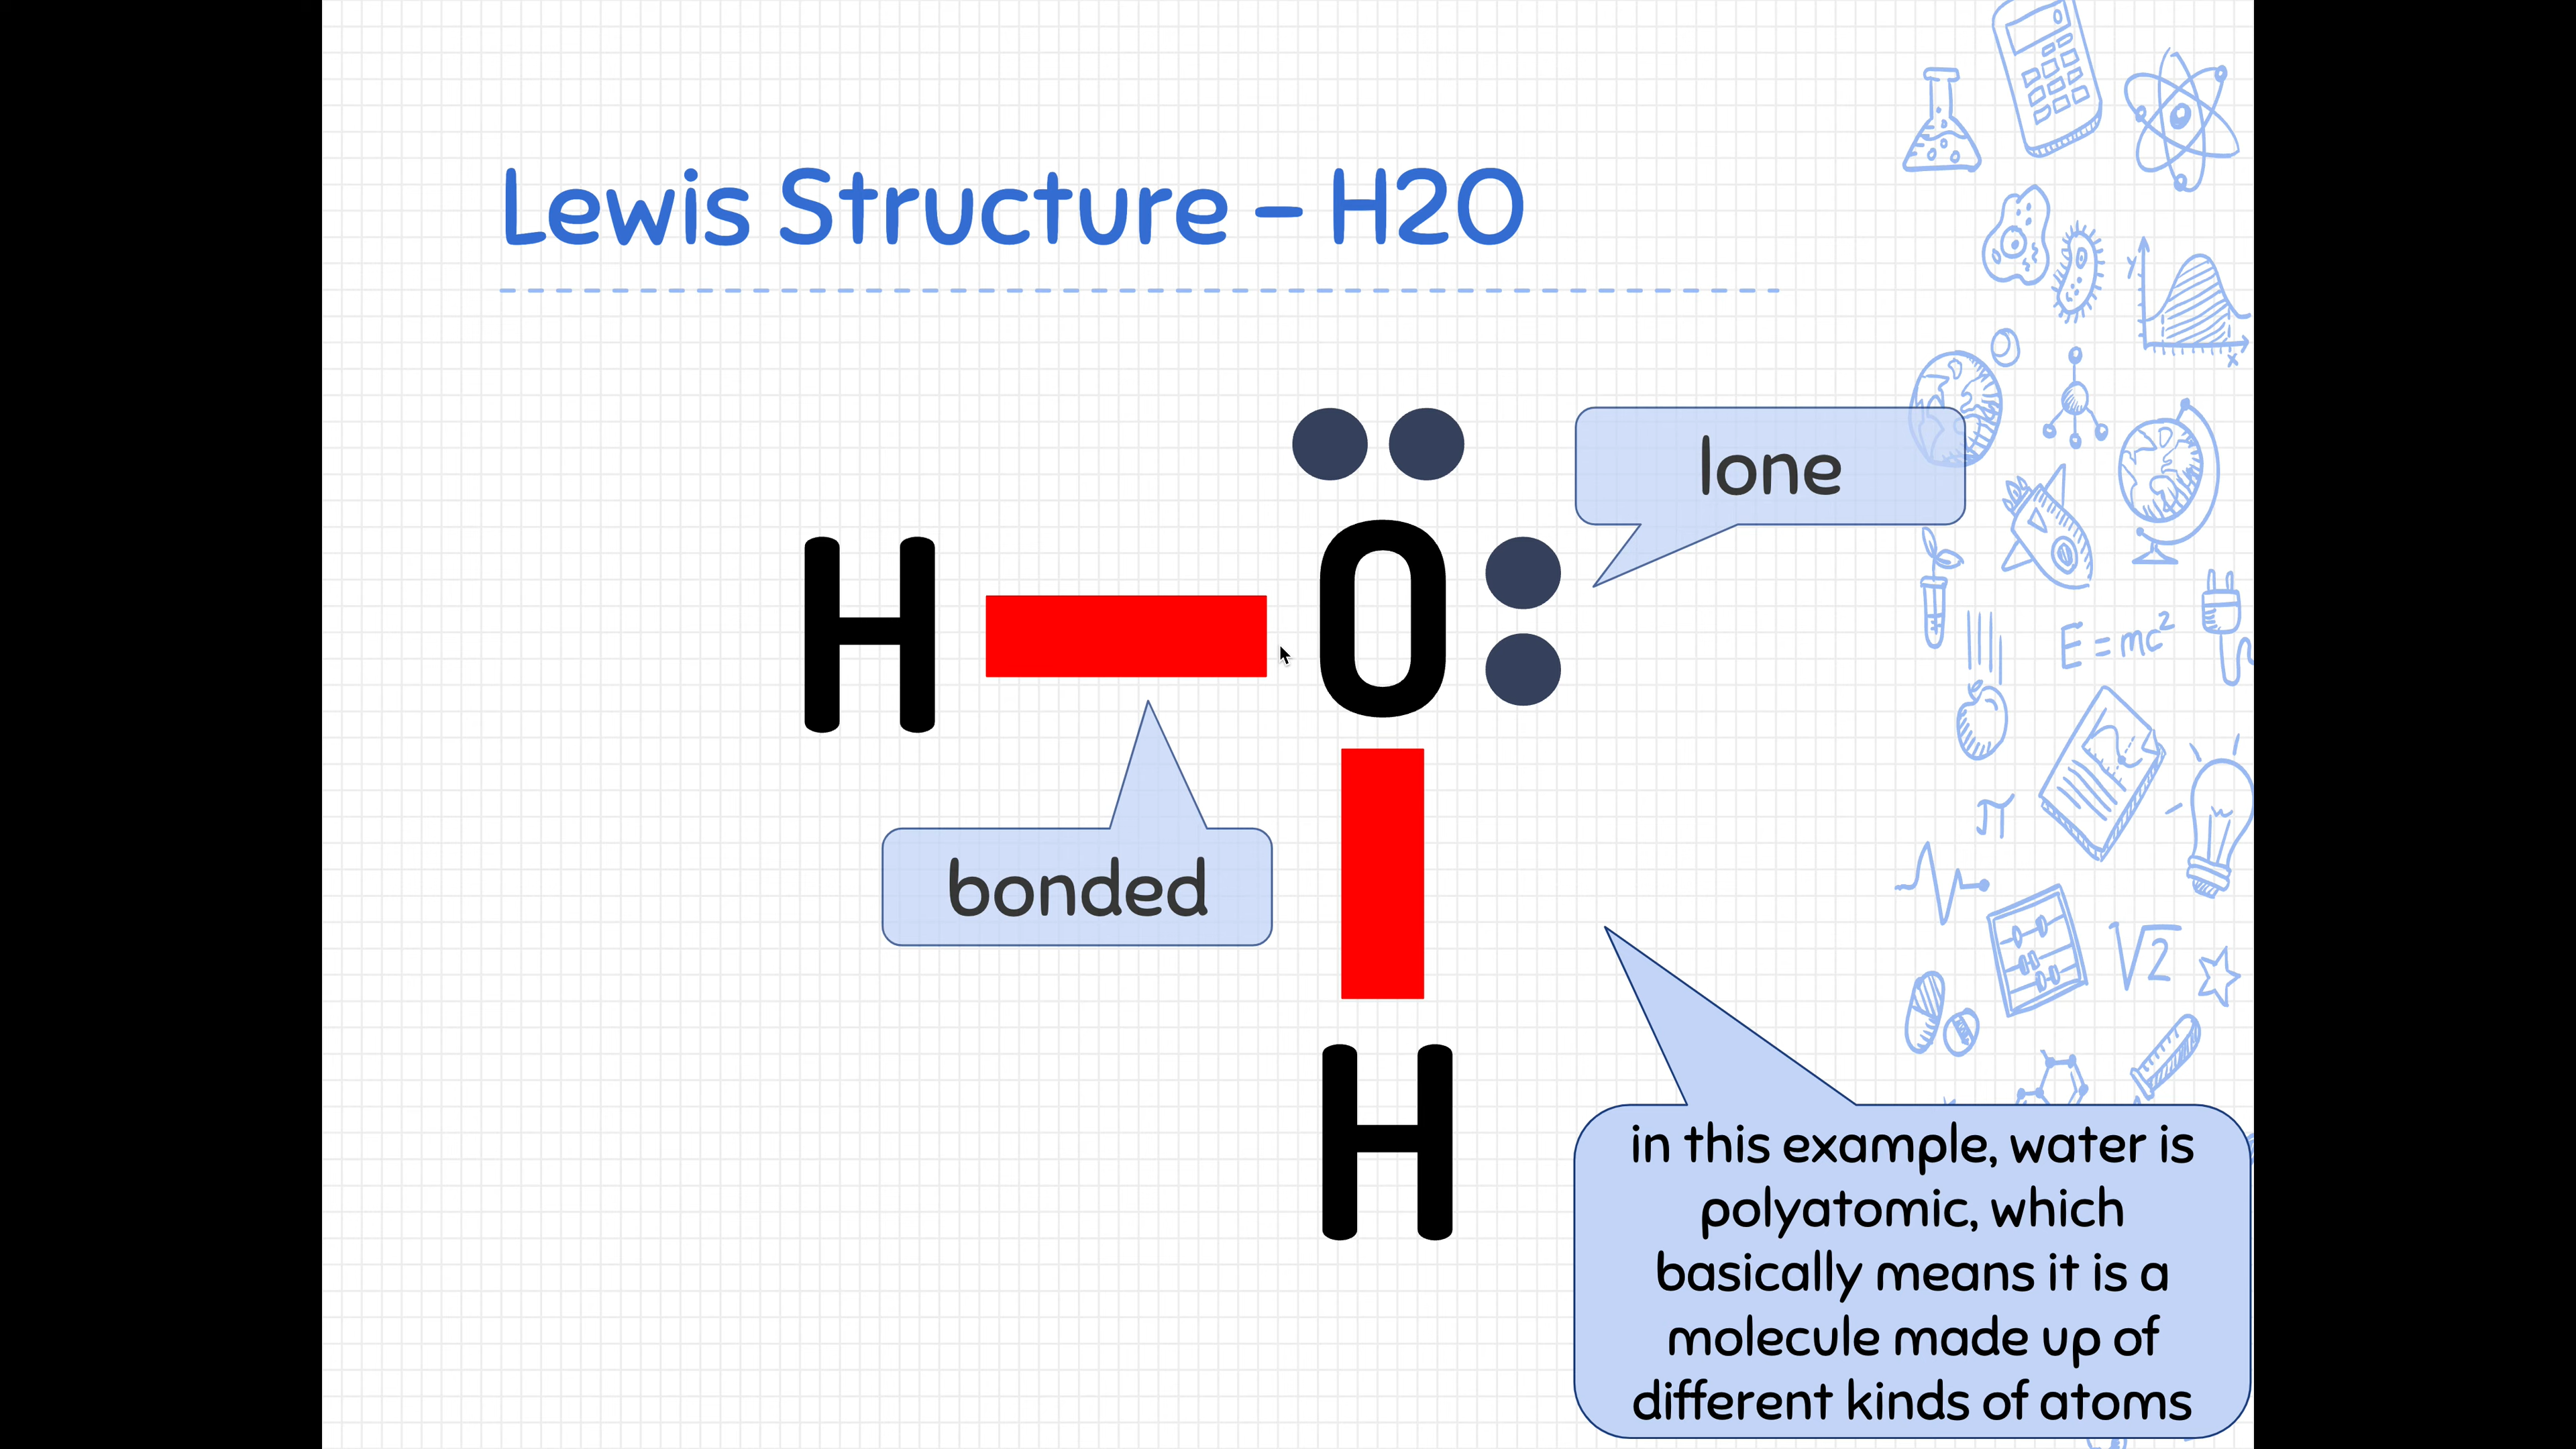 Lewis Structure – H2O
lone
H
O
bonded
H
in this example, water is
polyatomic, which
basically means it is a
molecule made up of
different kinds of atoms
y
x
E = mc²
π
√2